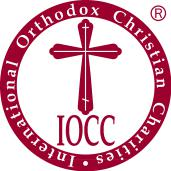 International Orthodox Christian Charities •
®
IOCC